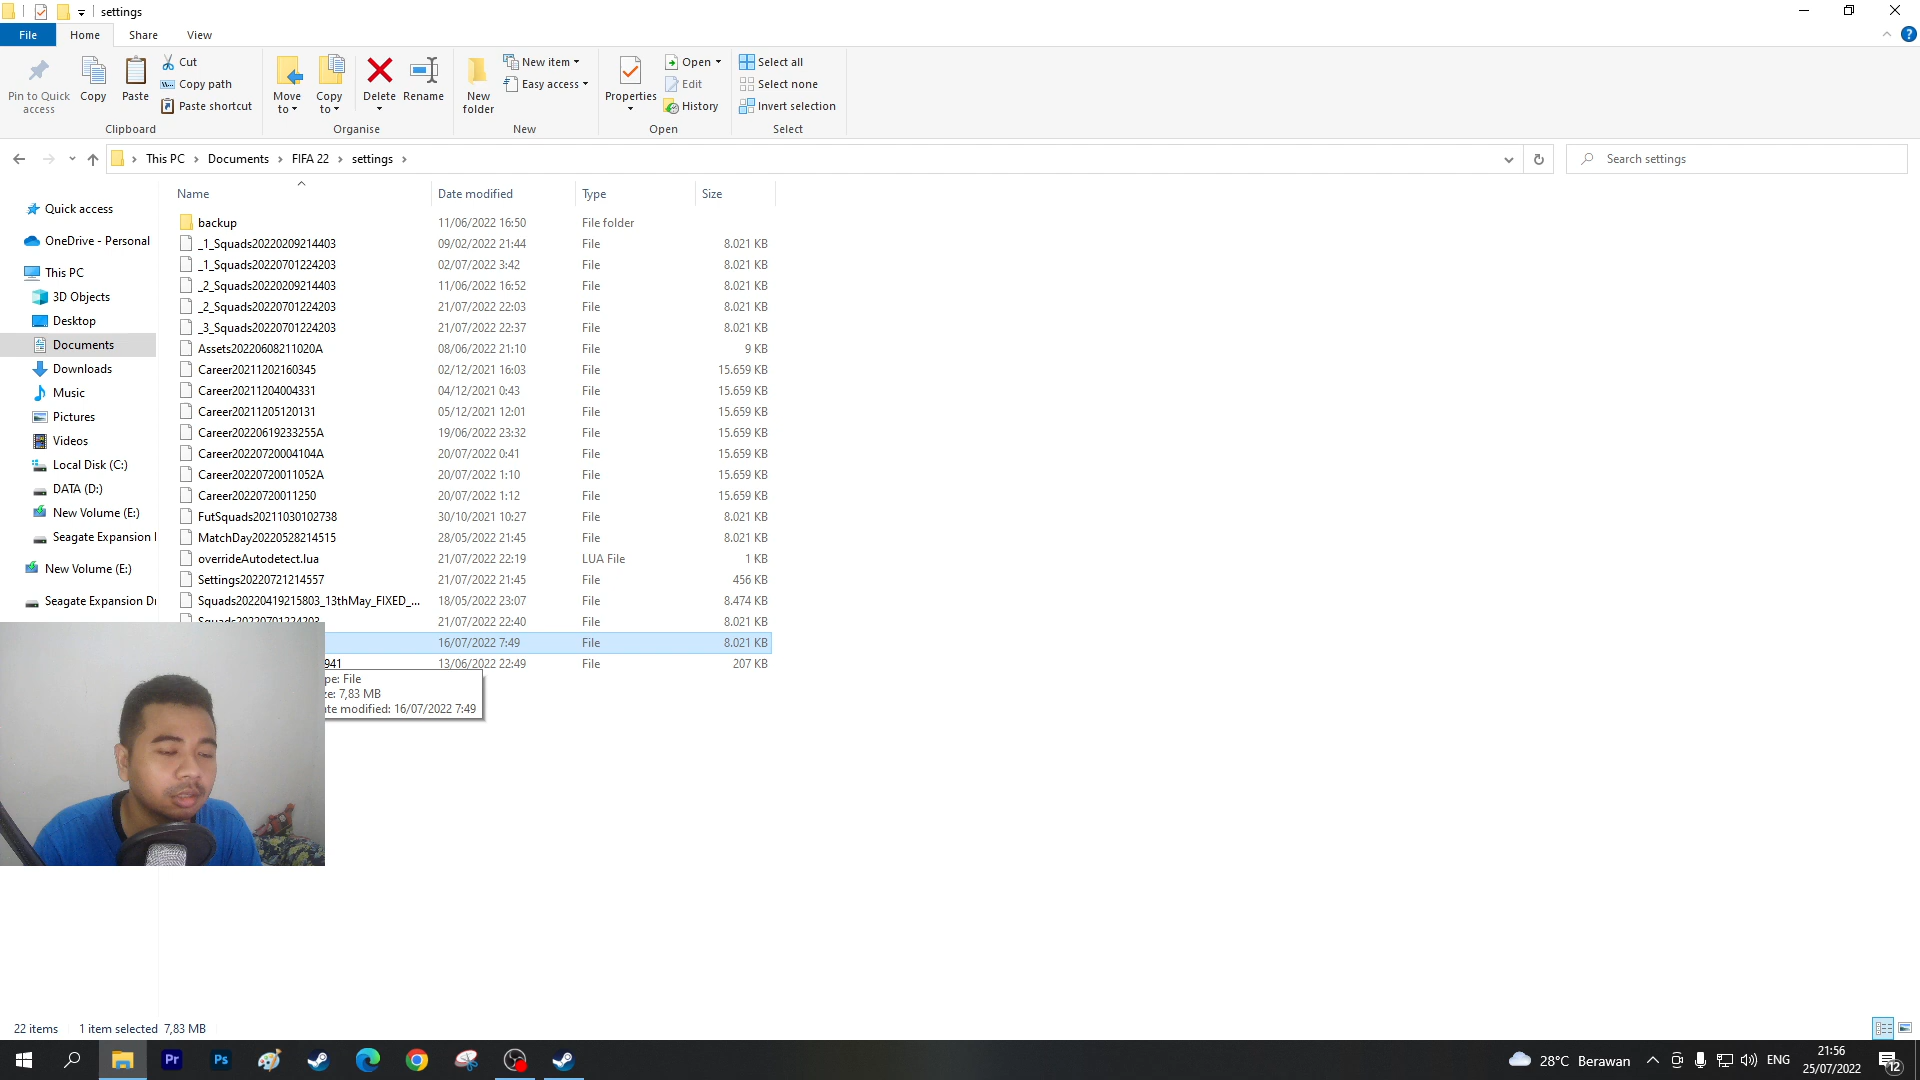 settings
File Home Share View
Pin to Quick access
Copy
Paste
Cut
Copy path
Paste shortcut
Clipboard
Move to
Copy to
Delete
Rename
Organise
New folder
New item
Easy access
New
Properties
Open
Edit
History
Open
Select all
Select none
Invert selection
Select
This PC > Documents > FIFA 22 > settings >
Search settings
Quick access
OneDrive - Personal
This PC
3D Objects
Desktop
Documents
Downloads
Music
Pictures
Videos
Local Disk (C:)
DATA (D:)
New Volume (E:)
Seagate Expansion
New Volume (E:)
Seagate Expansion Dr
Name Date modified Type Size
backup 11/06/2022 16:50 File folder
_1_Squads20220209214403 09/02/2022 21:44 File 8.021 KB
_1_Squads20220701224203 02/07/2022 3:42 File 8.021 KB
_2_Squads20220209214403 11/06/2022 16:52 File 8.021 KB
_2_Squads20220701224203 21/07/2022 22:03 File 8.021 KB
_3_Squads20220701224203 21/07/2022 22:37 File 8.021 KB
Assets20220608211020A 08/06/2022 21:10 File 9 KB
Career20211202160345 02/12/2021 16:03 File 15.659 KB
Career20211204004331 04/12/2021 0:43 File 15.659 KB
Career20211205120131 05/12/2021 12:01 File 15.659 KB
Career20220619233255A 19/06/2022 23:32 File 15.659 KB
Career20220720004104A 20/07/2022 0:41 File 15.659 KB
Career20220720011052A 20/07/2022 1:10 File 15.659 KB
Career20220720011250 20/07/2022 1:12 File 15.659 KB
FutSquads20211030102738 30/10/2021 10:27 File 8.021 KB
MatchDay20220528214515 28/05/2022 21:45 File 8.021 KB
overrideAutodetect.lua 21/07/2022 22:19 LUA File 1 KB
Settings20220721214557 21/07/2022 21:45 File 456 KB
Squads20220419215803_13thMay_FIXED_... 18/05/2022 23:07 File 8.474 KB
Squads20220701224203 21/07/2022 22:40 File 8.021 KB
16/07/2022 7:49 File 8.021 KB
941 13/06/2022 22:49 File 207 KB
pe: File
ze: 7,83 MB
ate modified: 16/07/2022 7:49
22 items 1 item selected 7,83 MB
Pr
Ps
28°C Berawan
ENG
21:56
25/07/2022
12